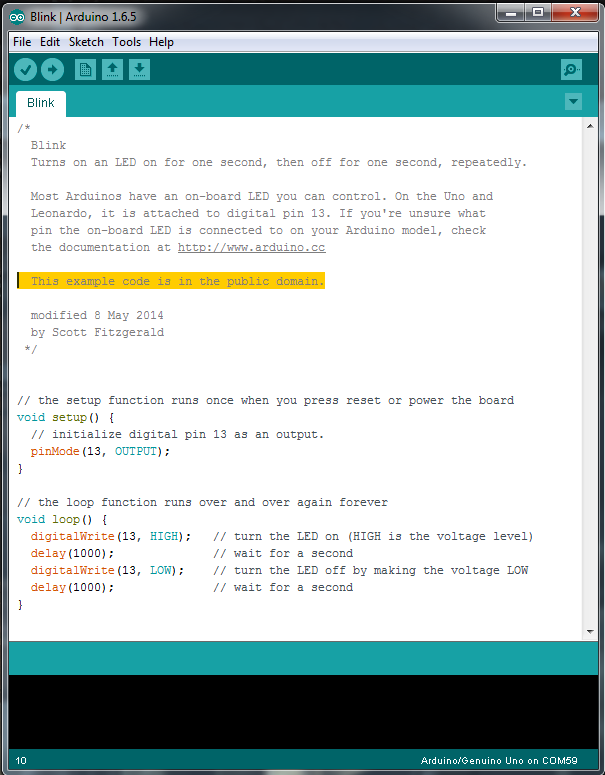 Blink | Arduino 1.6.5
File Edit Sketch Tools Help
Blink
/*
  Blink
  Turns on an LED on for one second, then off for one second, repeatedly.
  Most Arduinos have an on-board LED you can control. On the Uno and
  Leonardo, it is attached to digital pin 13. If you're unsure what
  pin the on-board LED is connected to on your Arduino model, check
  the documentation at http://www.arduino.cc
  This example code is in the public domain.
  modified 8 May 2014
  by Scott Fitzgerald
 */
// the setup function runs once when you press reset or power the board
void setup() {
  // initialize digital pin 13 as an output.
  pinMode(13, OUTPUT);
}
// the loop function runs over and over again forever
void loop() {
  digitalWrite(13, HIGH);   // turn the LED on (HIGH is the voltage level)
  delay(1000);              // wait for a second
  digitalWrite(13, LOW);    // turn the LED off by making the voltage LOW
  delay(1000);              // wait for a second
}
10 Arduino/Genuino Uno on COM59